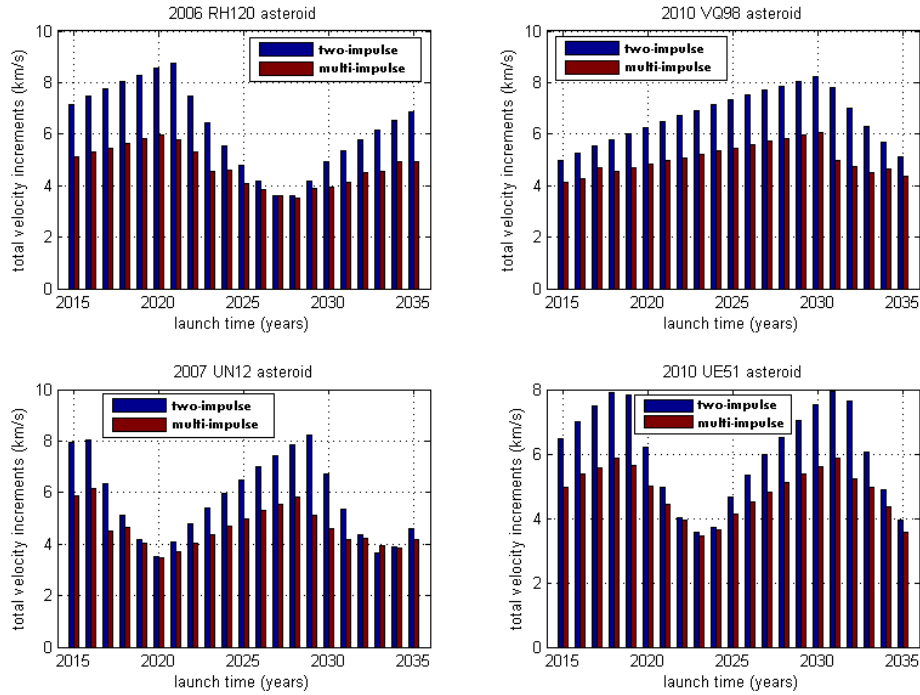 2006 RH120 asteroid
total velocity increments (km/s)
10
8
6
4
2
0
two-impulse
multi-impulse
2015 2020 2025 2030 2035
launch time (years)
2010 VQ98 asteroid
total velocity increments (km/s)
10
8
6
4
2
0
two-impulse
multi-impulse
2015 2020 2025 2030 2035
launch time (years)
2007 UN12 asteroid
total velocity increments (km/s)
10
8
6
4
2
0
two-impulse
multi-impulse
2015 2020 2025 2030 2035
launch time (years)
2010 UE51 asteroid
total velocity increments (km/s)
8
6
4
2
0
two-impulse
multi-impulse
2015 2020 2025 2030 2035
launch time (years)